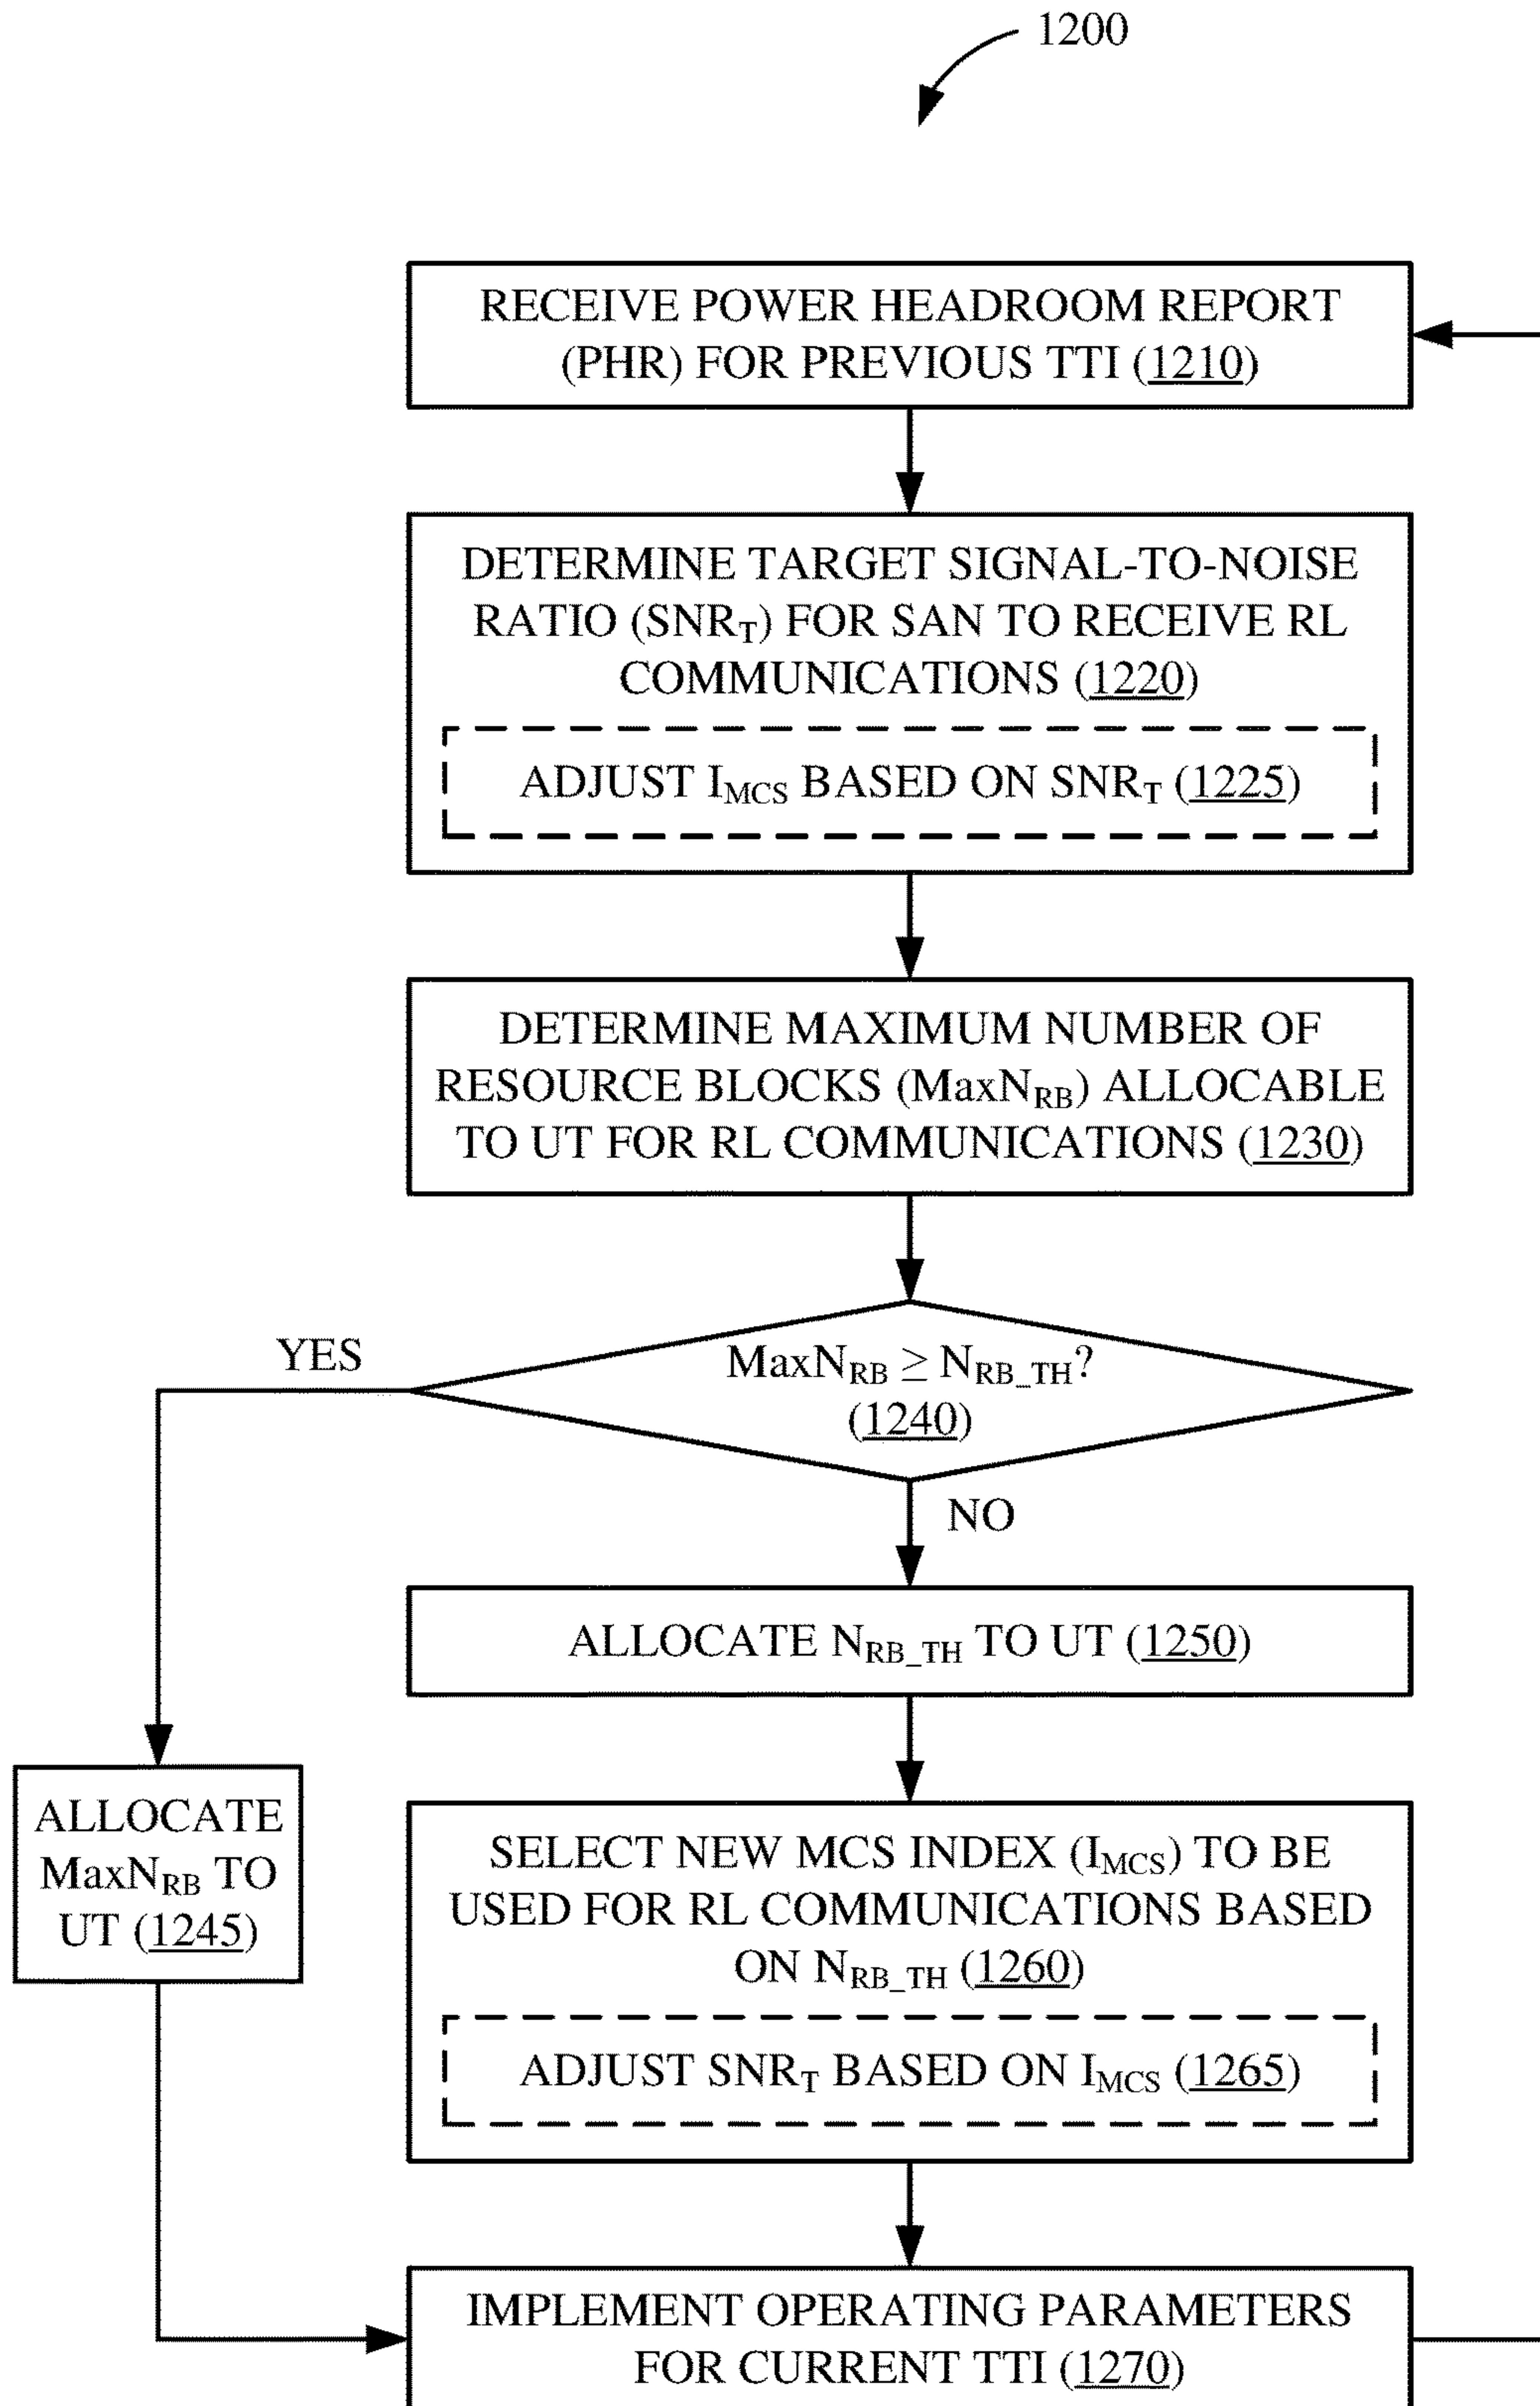 1200
RECEIVE POWER HEADROOM REPORT
(PHR) FOR PREVIOUS TTI (1210)
DETERMINE TARGET SIGNAL-TO-NOISE
RATIO (SNRT) FOR SAN TO RECEIVE RL
COMMUNICATIONS (1220)
ADJUST IMCS BASED ON SNRT (1225)
DETERMINE MAXIMUM NUMBER OF
RESOURCE BLOCKS (MaxNRB) ALLOCABLE
TO UT FOR RL COMMUNICATIONS (1230)
YES
MaxNRB ≥ NRB_TH?
(1240)
NO
ALLOCATE NRB_TH TO UT (1250)
ALLOCATE
MaxNRB TO
UT (1245)
SELECT NEW MCS INDEX (IMCS) TO BE
USED FOR RL COMMUNICATIONS BASED
ON NRB_TH (1260)
ADJUST SNRT BASED ON IMCS (1265)
IMPLEMENT OPERATING PARAMETERS
FOR CURRENT TTI (1270)